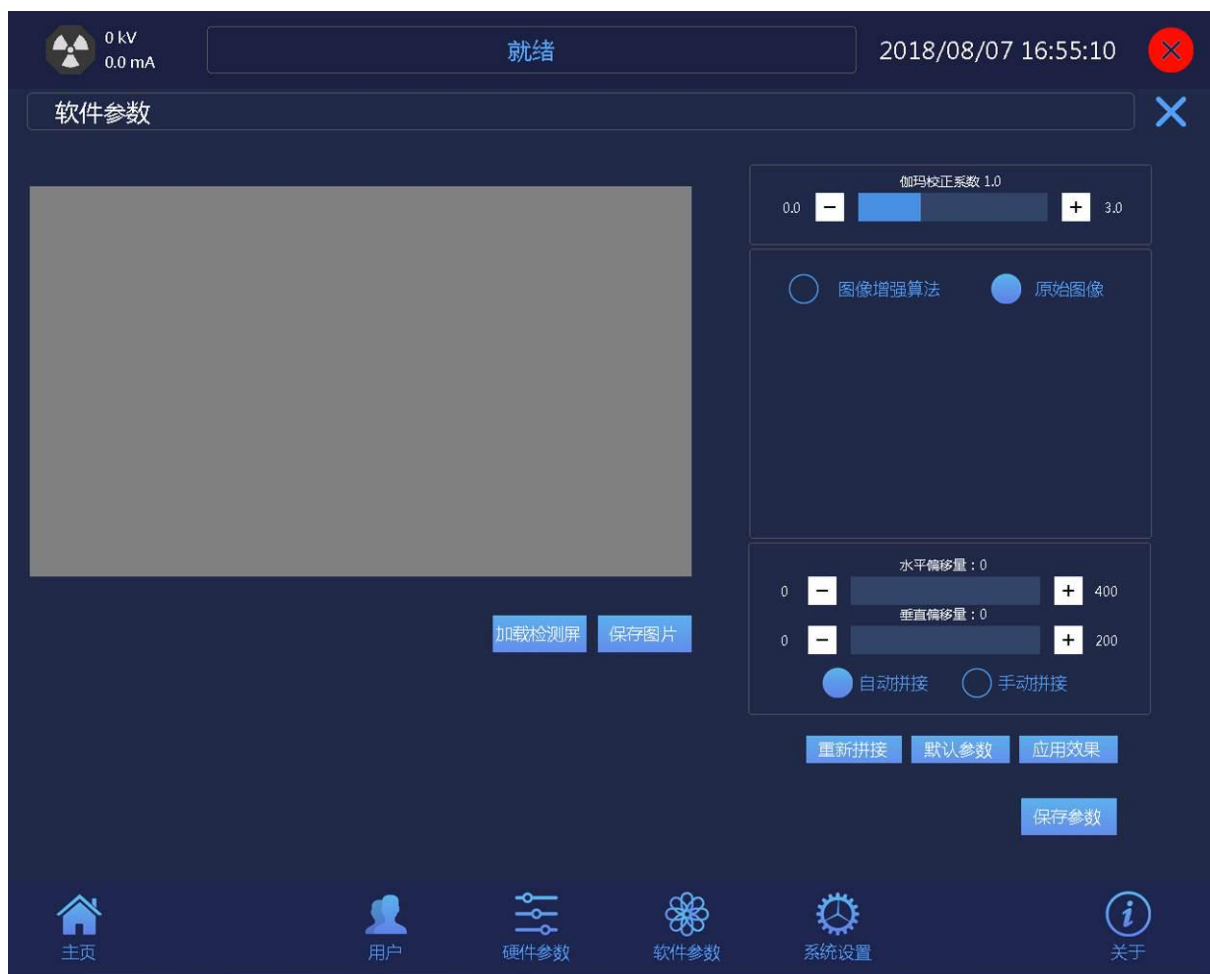 0 kV
0.0 mA
就绪
2018/08/07 16:55:10
软件参数
伽玛校正系数 1.0
0.0 − + 3.0
图像增强算法 原始图像
水平偏移量：0
0 − + 400
垂直偏移量：0
0 − + 200
自动拼接 手动拼接
加载检测屏 保存图片
重新拼接 默认参数 应用效果
保存参数
主页 用户 硬件参数 软件参数 系统设置 关于